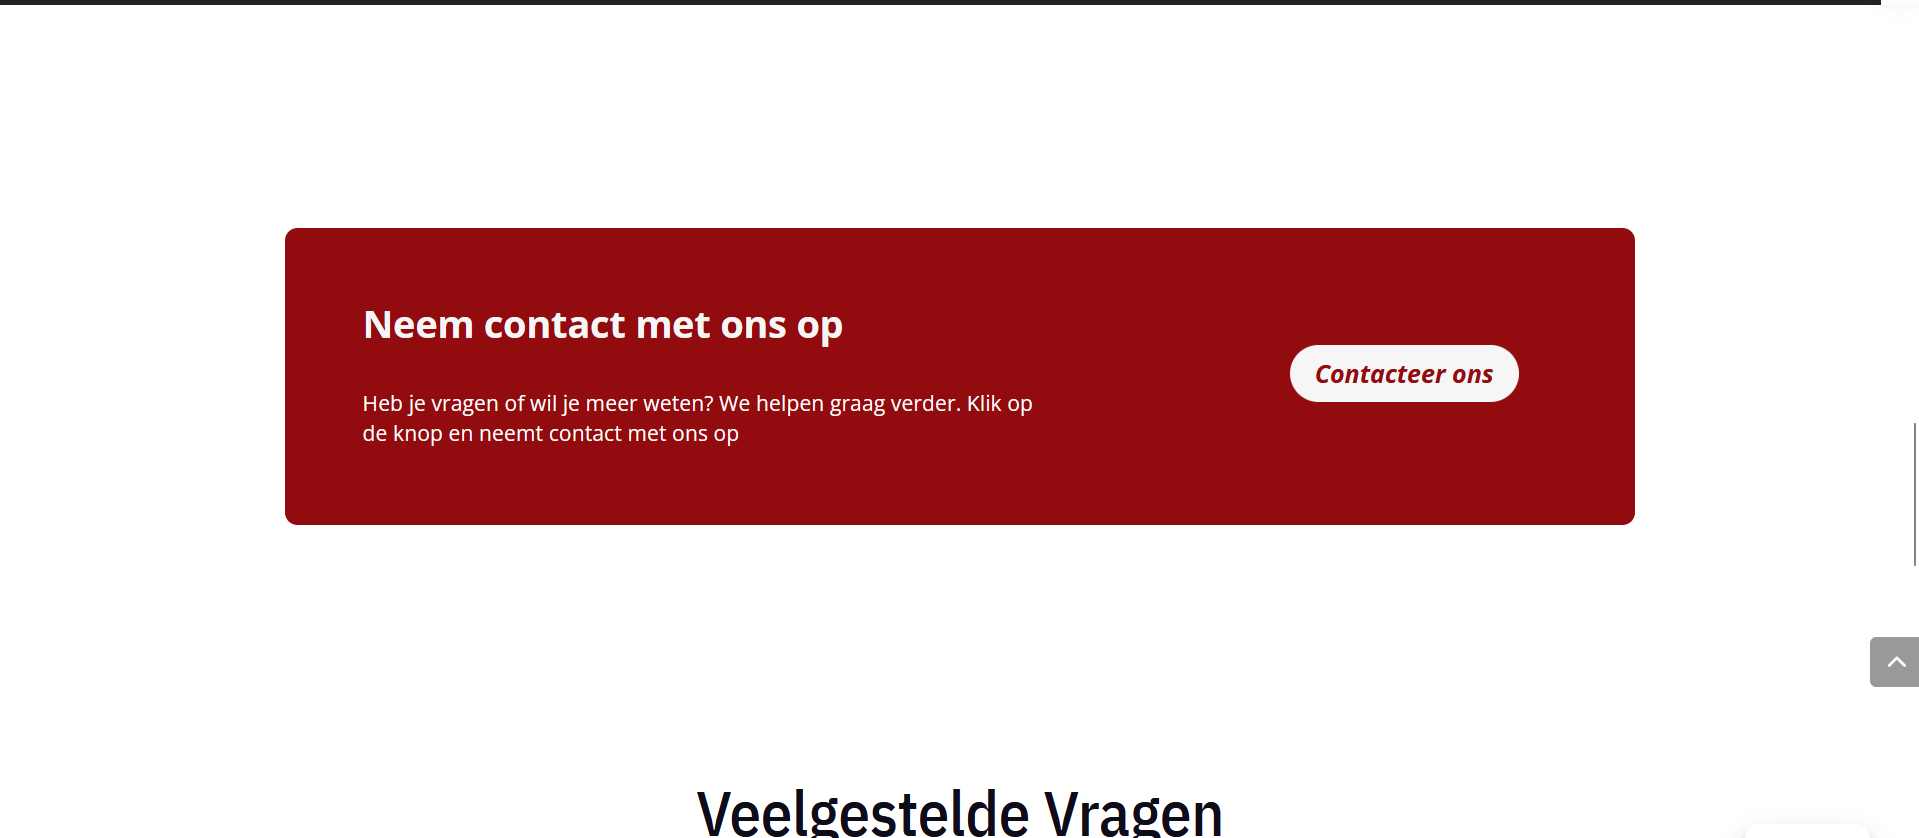 Neem contact met ons op
Contacteer ons
Heb je vragen of wil je meer weten? We helpen graag verder. Klik op
de knop en neemt contact met ons op
Veelgestelde Vragen